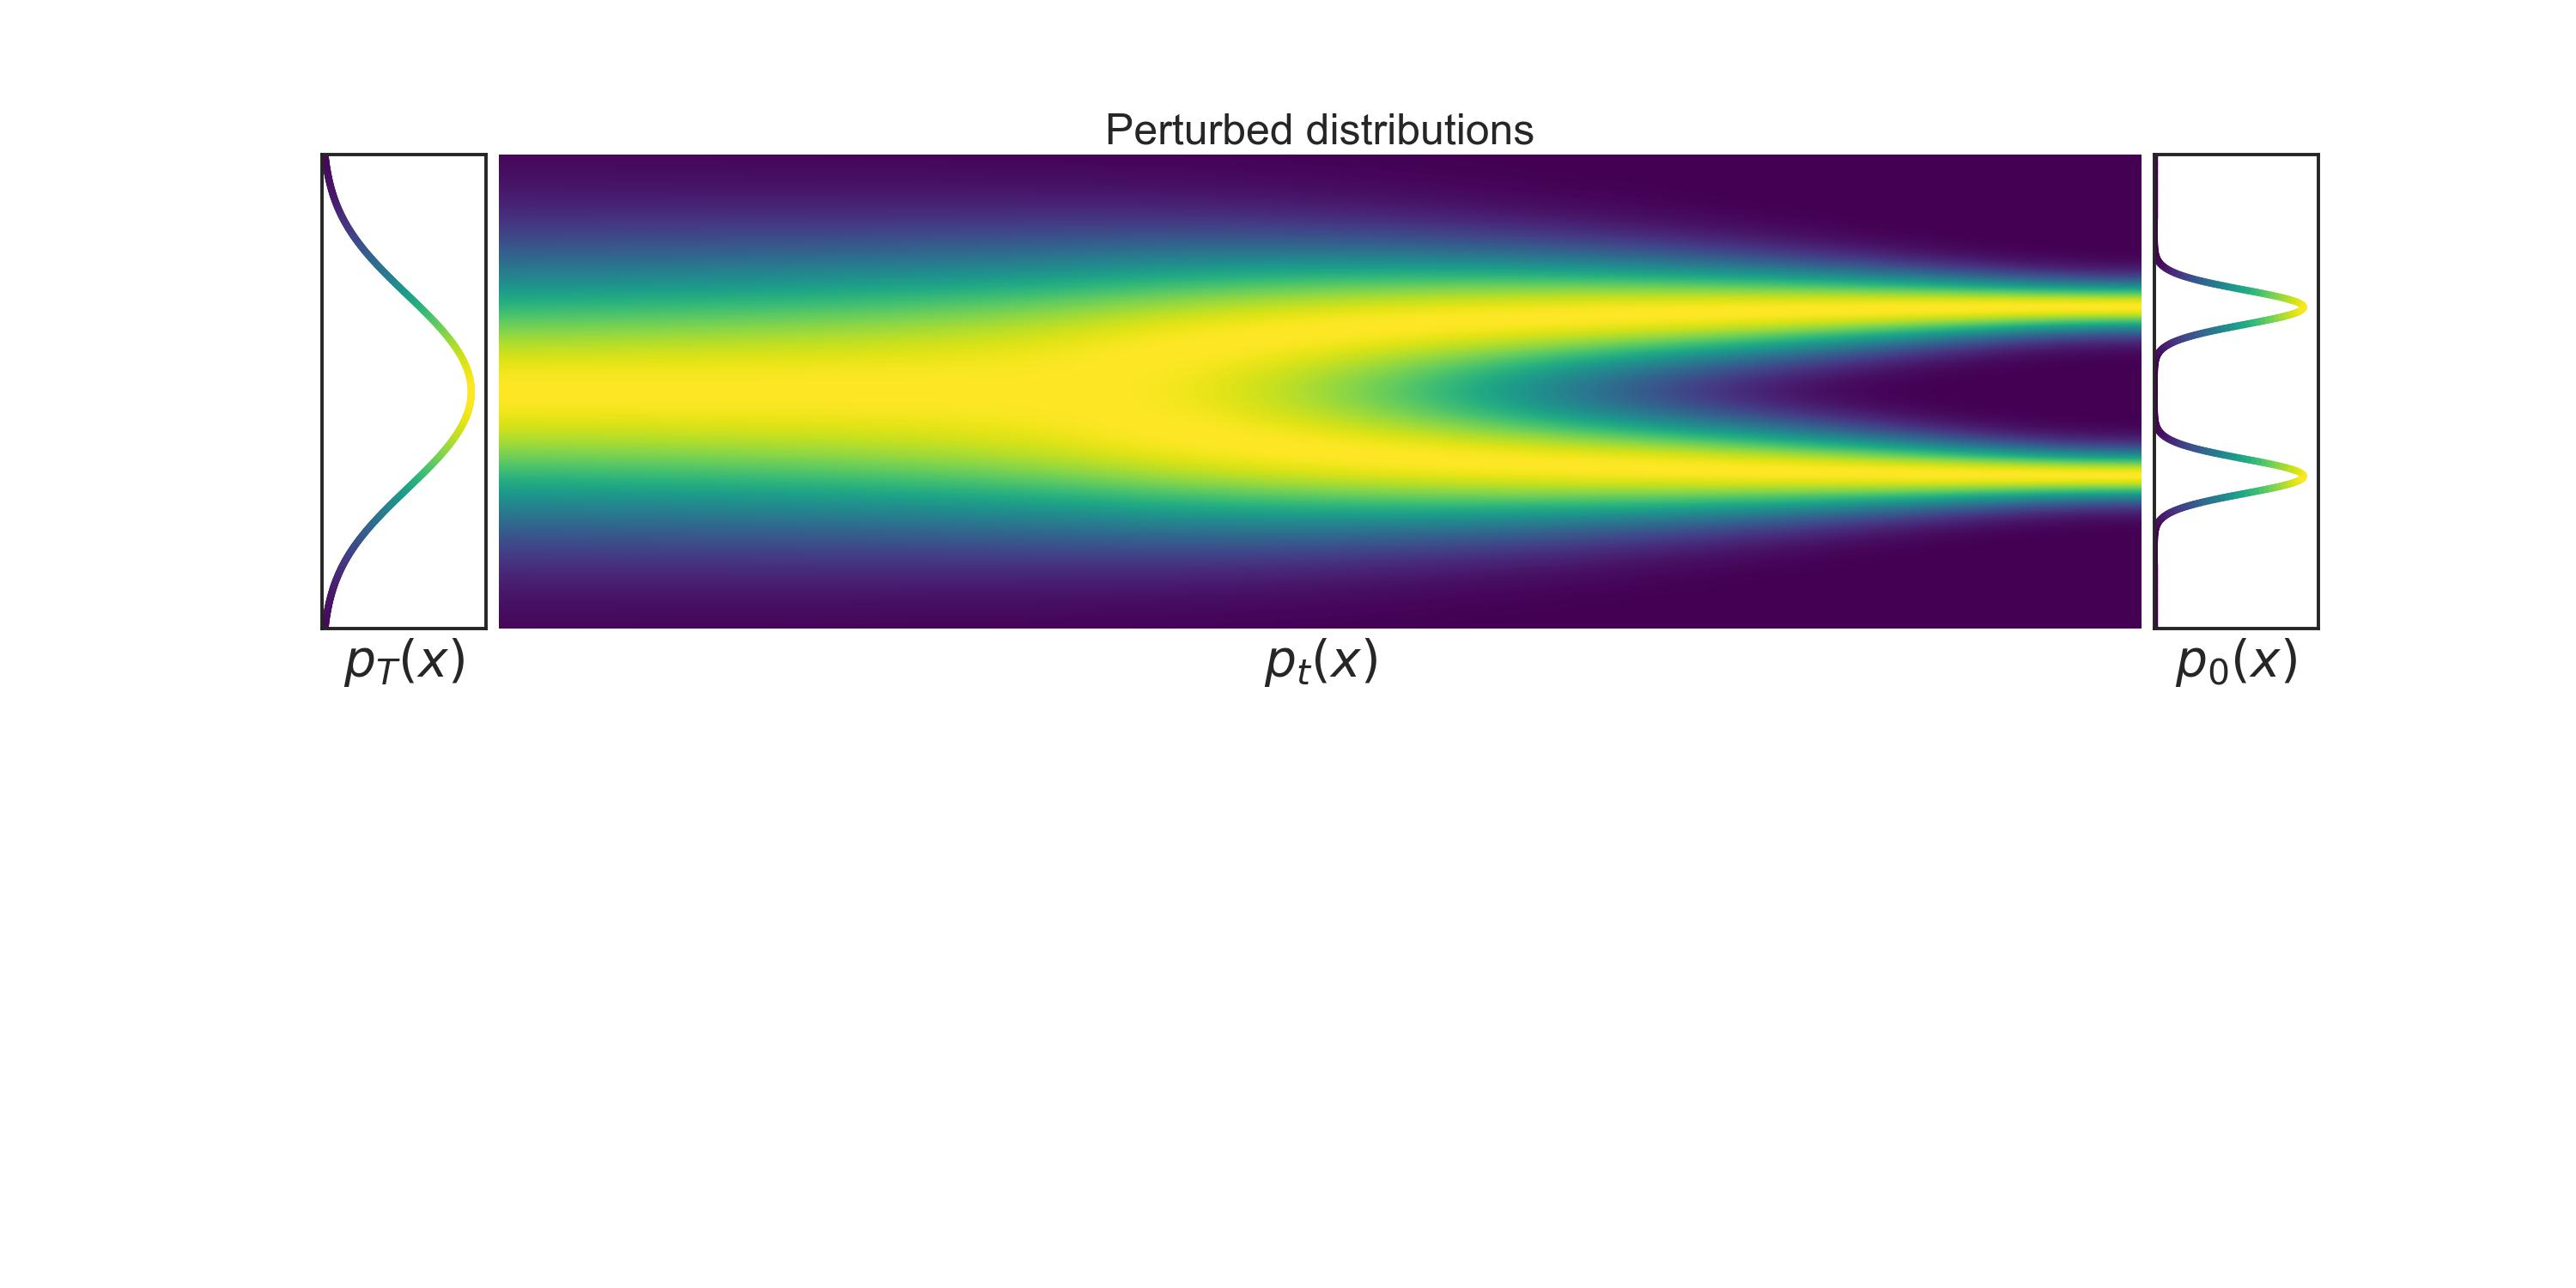 Perturbed distributions
p_T(x)
p_t(x)
p_0(x)